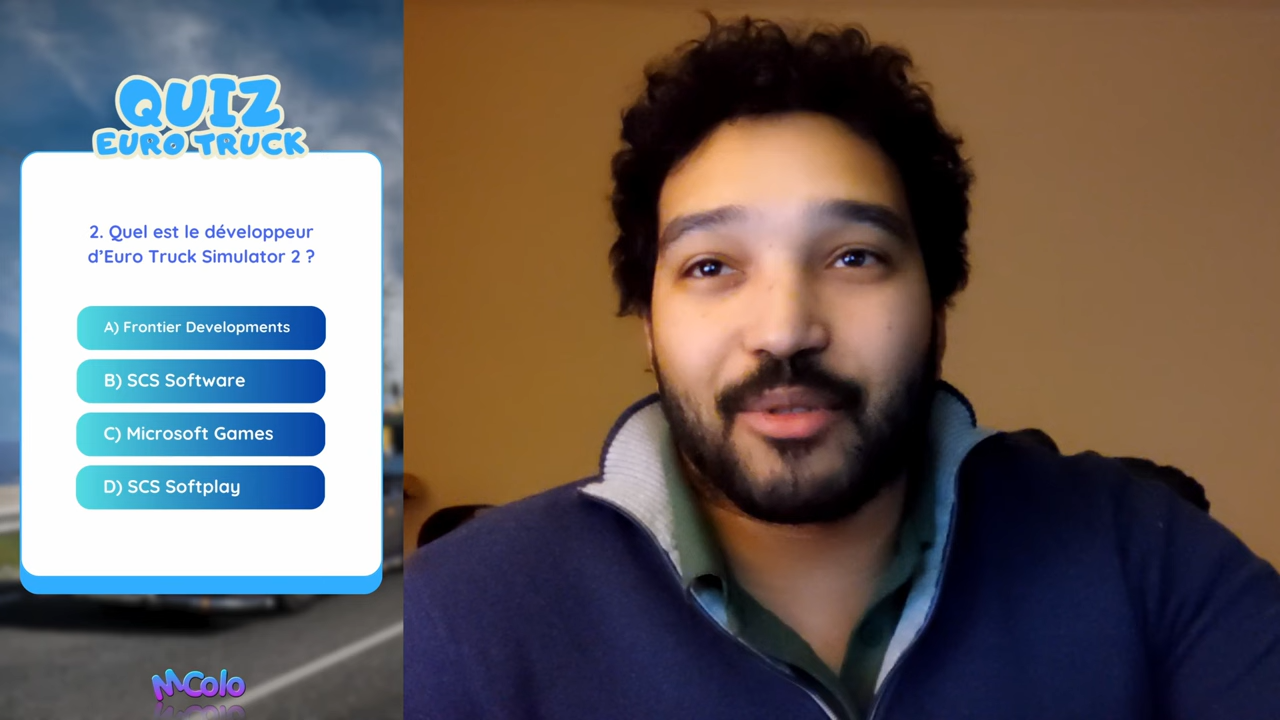 QUIZ
EURO TRUCK
2. Quel est le développeur
d’Euro Truck Simulator 2 ?
A) Frontier Developments
B) SCS Software
C) Microsoft Games
D) SCS Softplay
MColo